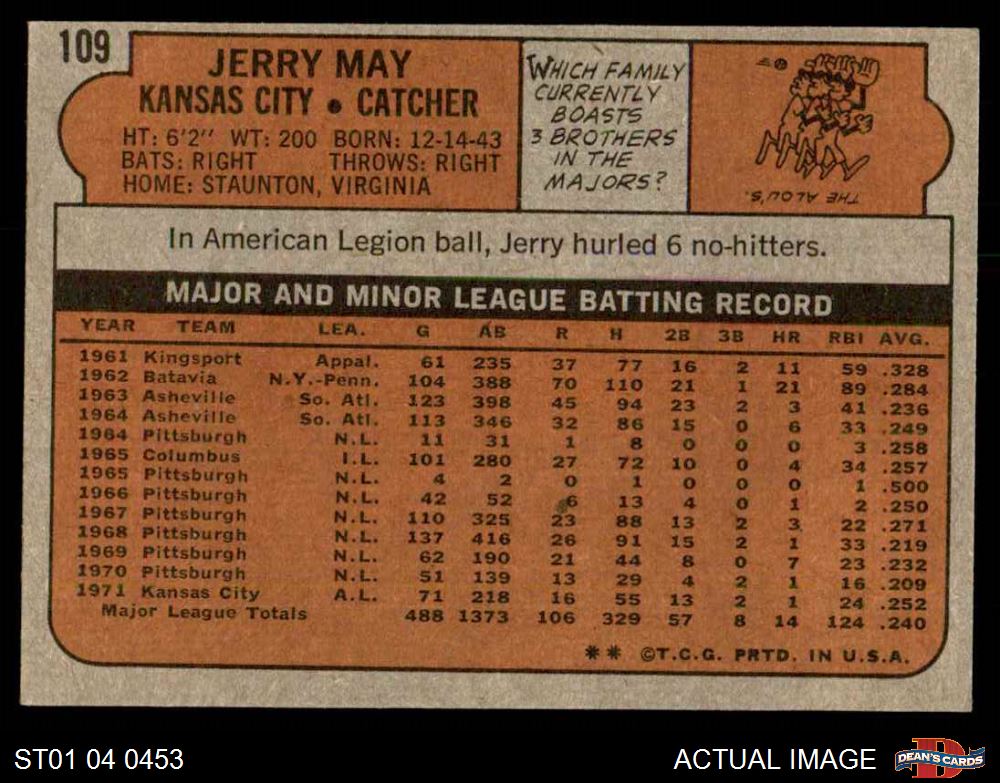 109
JERRY MAY
KANSAS CITY • CATCHER
HT: 6'2" WT: 200 BORN: 12-14-43
BATS: RIGHT THROWS: RIGHT
HOME: STAUNTON, VIRGINIA
WHICH FAMILY
CURRENTLY
BOASTS
3 BROTHERS
IN THE
MAJORS?
THE ALOU'S.
In American Legion ball, Jerry hurled 6 no-hitters.
MAJOR AND MINOR LEAGUE BATTING RECORD
YEAR TEAM LEA. G AB R H 2B 3B HR RBI AVG.
1961 Kingsport Appal. 61 235 37 77 16 2 11 59 .328
1962 Batavia N.Y.-Penn. 104 388 70 110 21 1 21 89 .284
1963 Asheville So. Atl. 123 398 45 94 23 2 3 41 .236
1964 Asheville So. Atl. 113 346 32 86 15 0 6 33 .249
1964 Pittsburgh N.L. 11 31 1 8 0 0 0 3 .258
1965 Columbus I.L. 101 280 27 72 10 0 4 34 .257
1965 Pittsburgh N.L. 4 2 0 1 0 0 0 1 .500
1966 Pittsburgh N.L. 42 52 6 13 4 0 1 2 .250
1967 Pittsburgh N.L. 110 325 23 88 13 2 3 22 .271
1968 Pittsburgh N.L. 137 416 26 91 15 2 1 33 .219
1969 Pittsburgh N.L. 62 190 21 44 8 0 7 23 .232
1970 Pittsburgh N.L. 51 139 13 29 4 2 1 16 .209
1971 Kansas City A.L. 71 218 16 55 13 2 1 24 .252
Major League Totals 488 1373 106 329 57 8 14 124 .240
** ©T.C.G. PRTD. IN U.S.A.
ST01 04 0453
ACTUAL IMAGE
D
DEAN'S CARDS